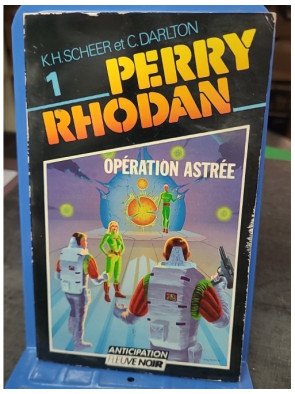 K.H. SCHEER et C. DARLTON
1
PERRY
RHODAN
OPÉRATION ASTRÉE
ANTICIPATION
FLEUVE NOIR